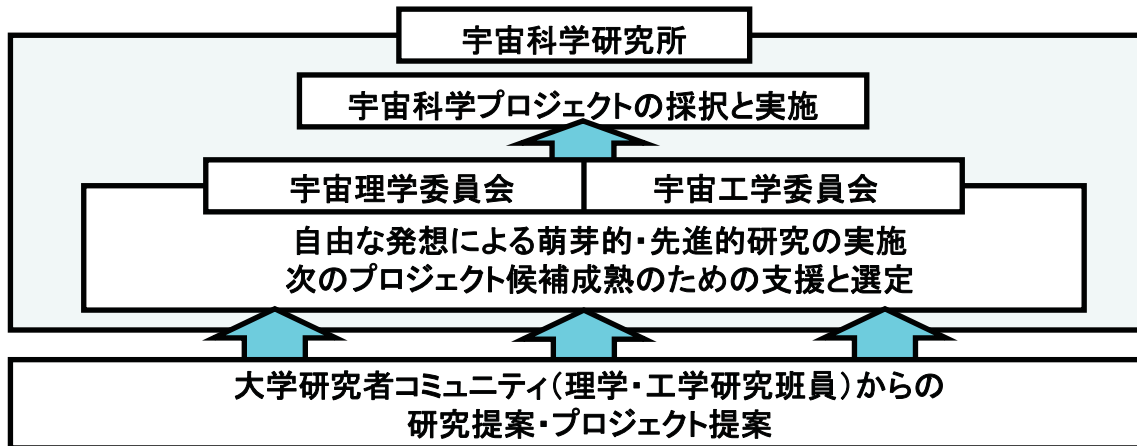 宇宙科学研究所
宇宙科学プロジェクトの採択と実施
宇宙理学委員会
宇宙工学委員会
自由な発想による萌芽的・先進的研究の実施
次のプロジェクト候補成熟のための支援と選定
大学研究者コミュニティ(理学・工学研究班員)からの
研究提案・プロジェクト提案